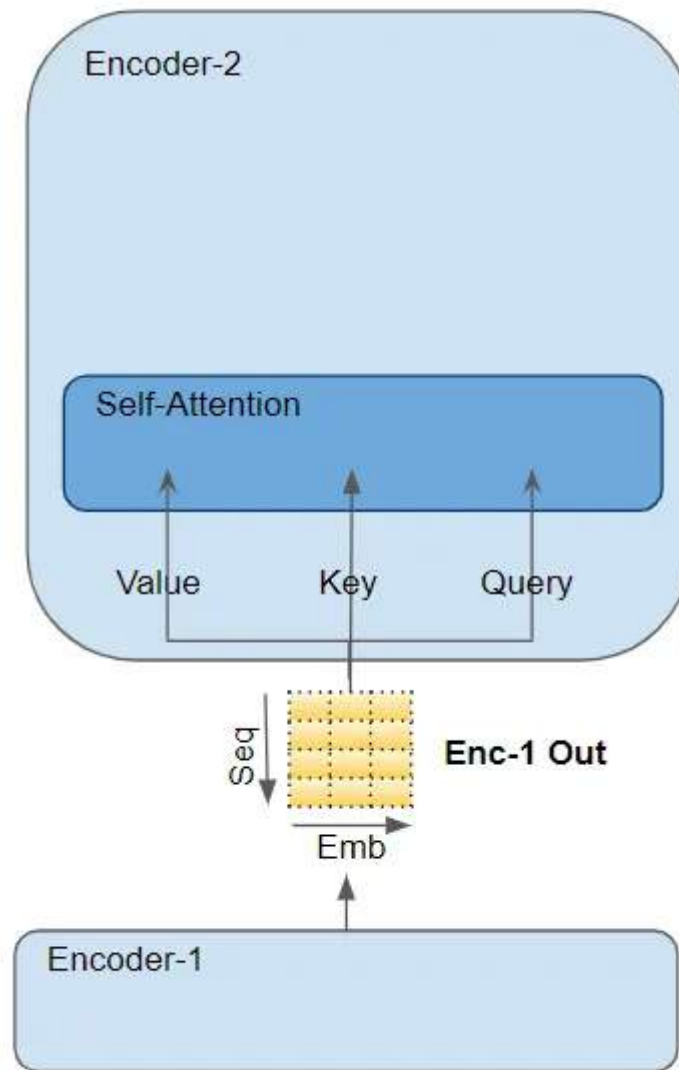 Encoder-2
Self-Attention
Value Key Query
Seq
Enc-1 Out
Emb
Encoder-1